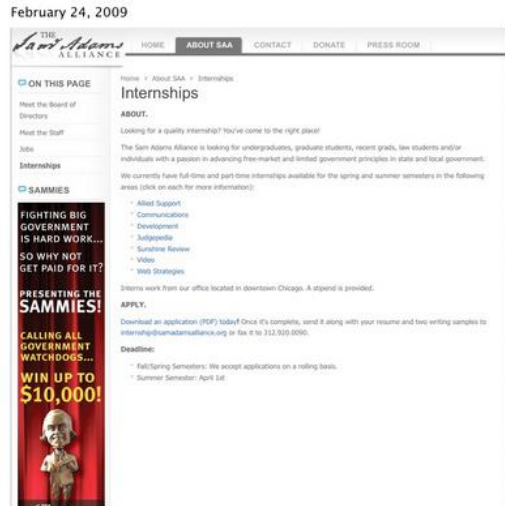 February 24, 2009
THE
Sam Adams
ALLIANCE
HOME
ABOUT SAA
CONTACT
DONATE
PRESS ROOM
ON THIS PAGE
Meet the Board of
Directors
Meet the Staff
Jobs
Internships
SAMMIES
FIGHTING BIG
GOVERNMENT
IS HARD WORK...
SO WHY NOT
GET PAID FOR IT?
PRESENTING THE
SAMMIES!
CALLING ALL
GOVERNMENT
WATCHDOGS...
WIN UP TO
$10,000!
Home > About SAA > Internships
Internships
ABOUT.
Looking for a quality internship? You've come to the right place!
The Sam Adams Alliance is looking for undergraduates, graduate students, recent grads, law students and/or
individuals with a passion in advancing free-market and limited government principles in state and local government.
We currently have full-time and part-time internships available for the spring and summer semesters in the following
areas (click on each for more information):
Allied Support
Communications
Development
Judgepedia
Sunshine Review
Video
Web Strategies
Interns work from our office located in downtown Chicago. A stipend is provided.
APPLY.
Download an application (PDF) today! Once it's complete, send it along with your resume and two writing samples to
internship@samadamsalliance.org or fax it to 312.920.0090.
Deadline:
Fall/Spring Semesters: We accept applications on a rolling basis.
Summer Semester: April 1st